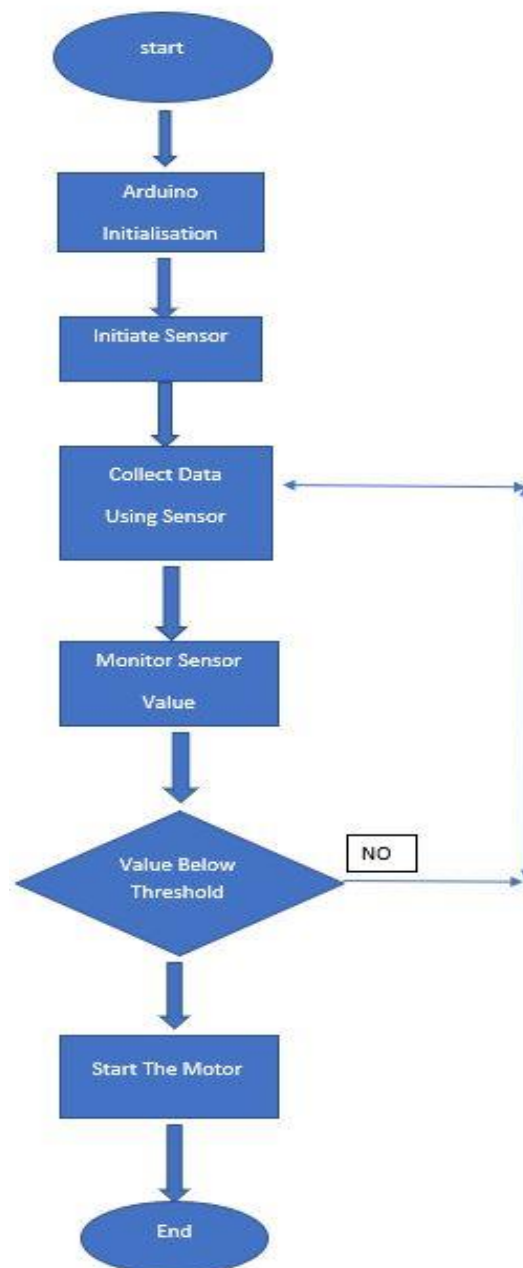 start
Arduino
Initialisation
Initiate Sensor
Collect Data
Using Sensor
Monitor Sensor
Value
Value Below
Threshold
NO
Start The Motor
End